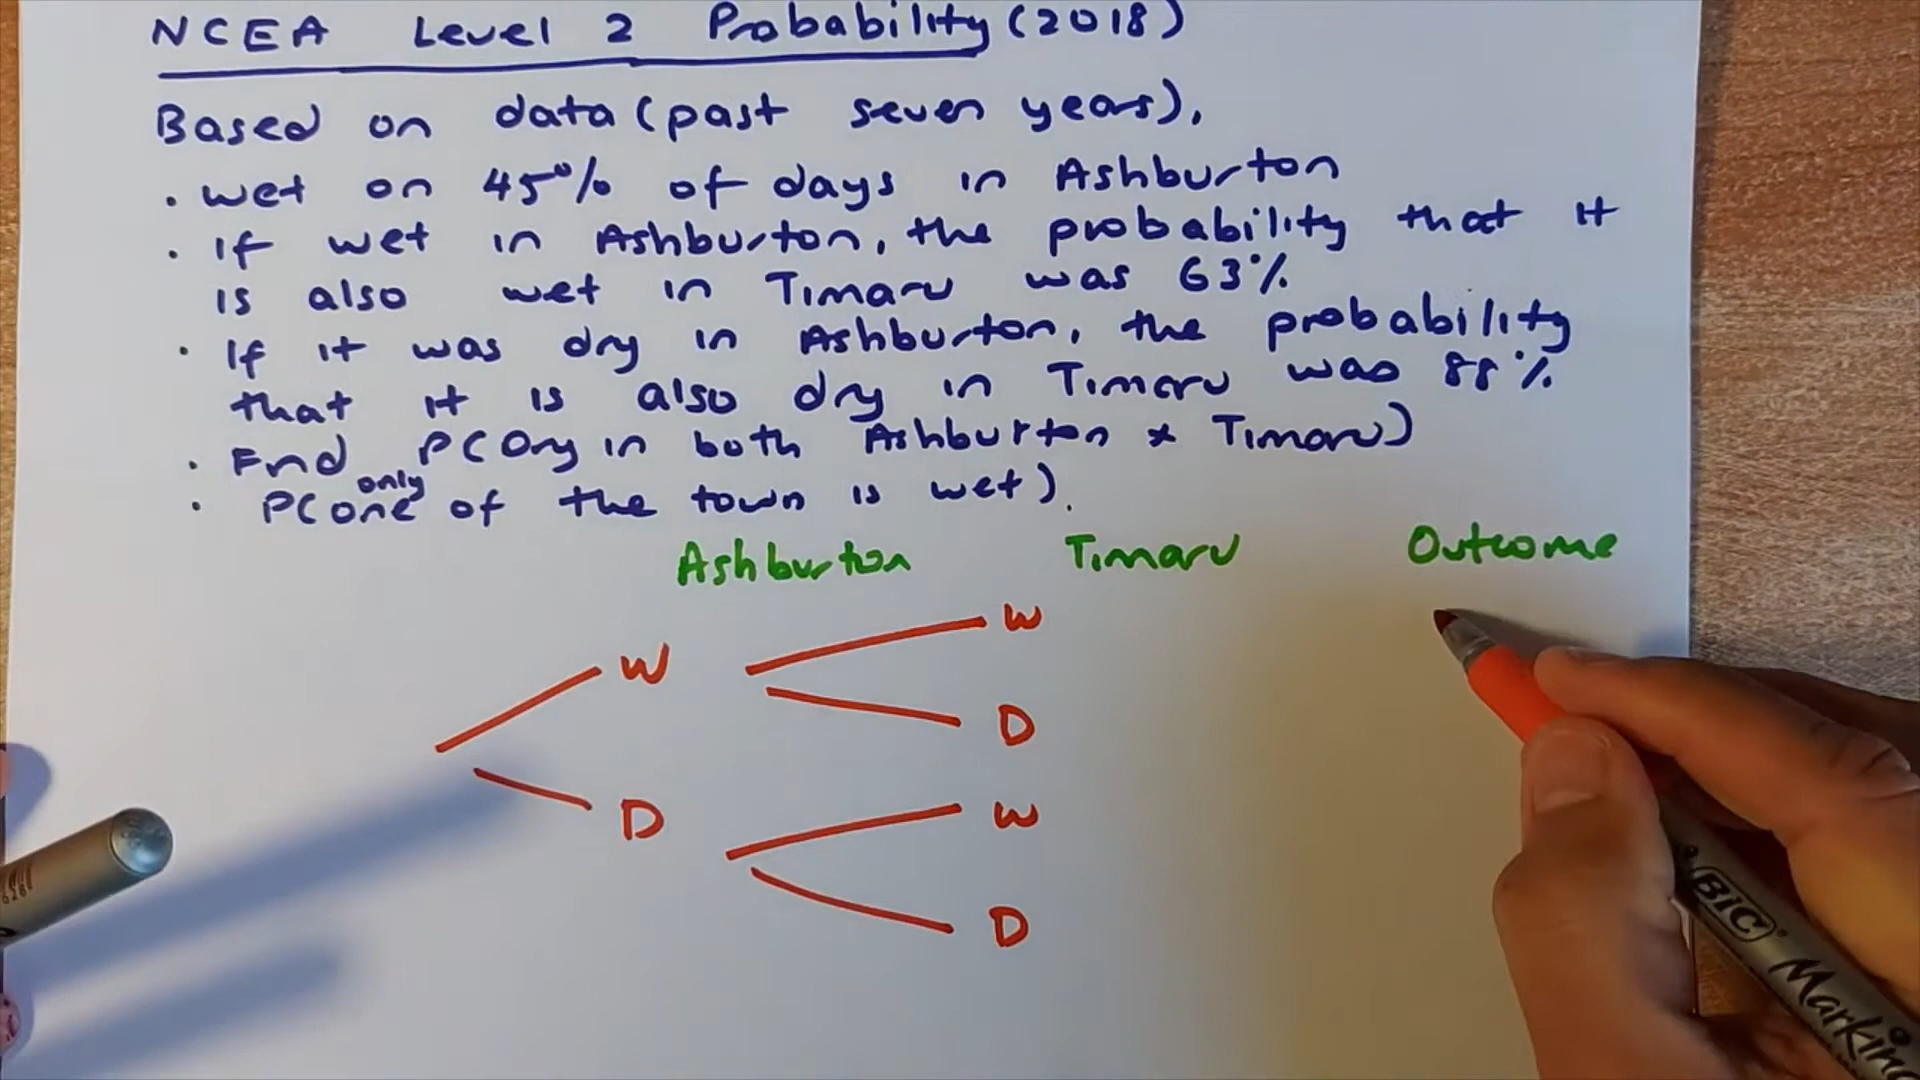 NCEA Level 2 Probability (2018)
Based on data (past seven years),
. wet on 45% of days in Ashburton
. If wet in Ashburton, the probability that it
is also wet in Timaru was 63%
. If it was dry in Ashburton, the probability
that it is also dry in Timaru was 88%
. Find P(Dry in both Ashburton & Timaru)
. P(only one of the town is wet).
Ashburton Timaru Outcome
W
W
D
D
W
D
BIC
Markin